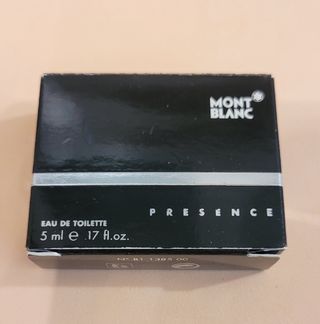 MONT
BLANC
PRESENCE
EAU DE TOILETTE
5 ml e .17 fl.oz.